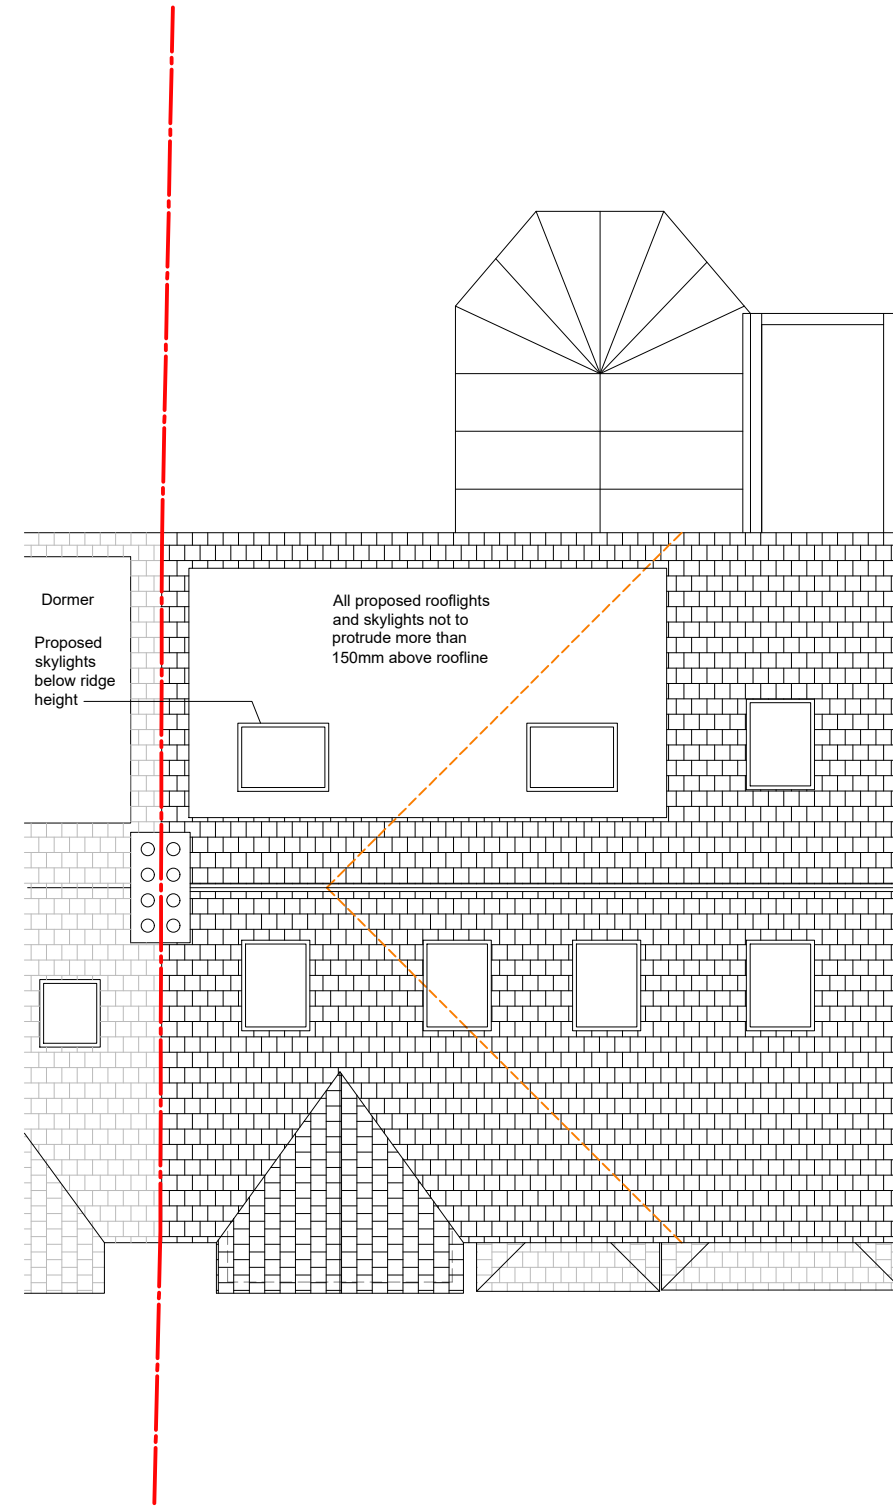 Dormer
Proposed
skylights
below ridge
height
All proposed rooflights
and skylights not to
protrude more than
150mm above roofline